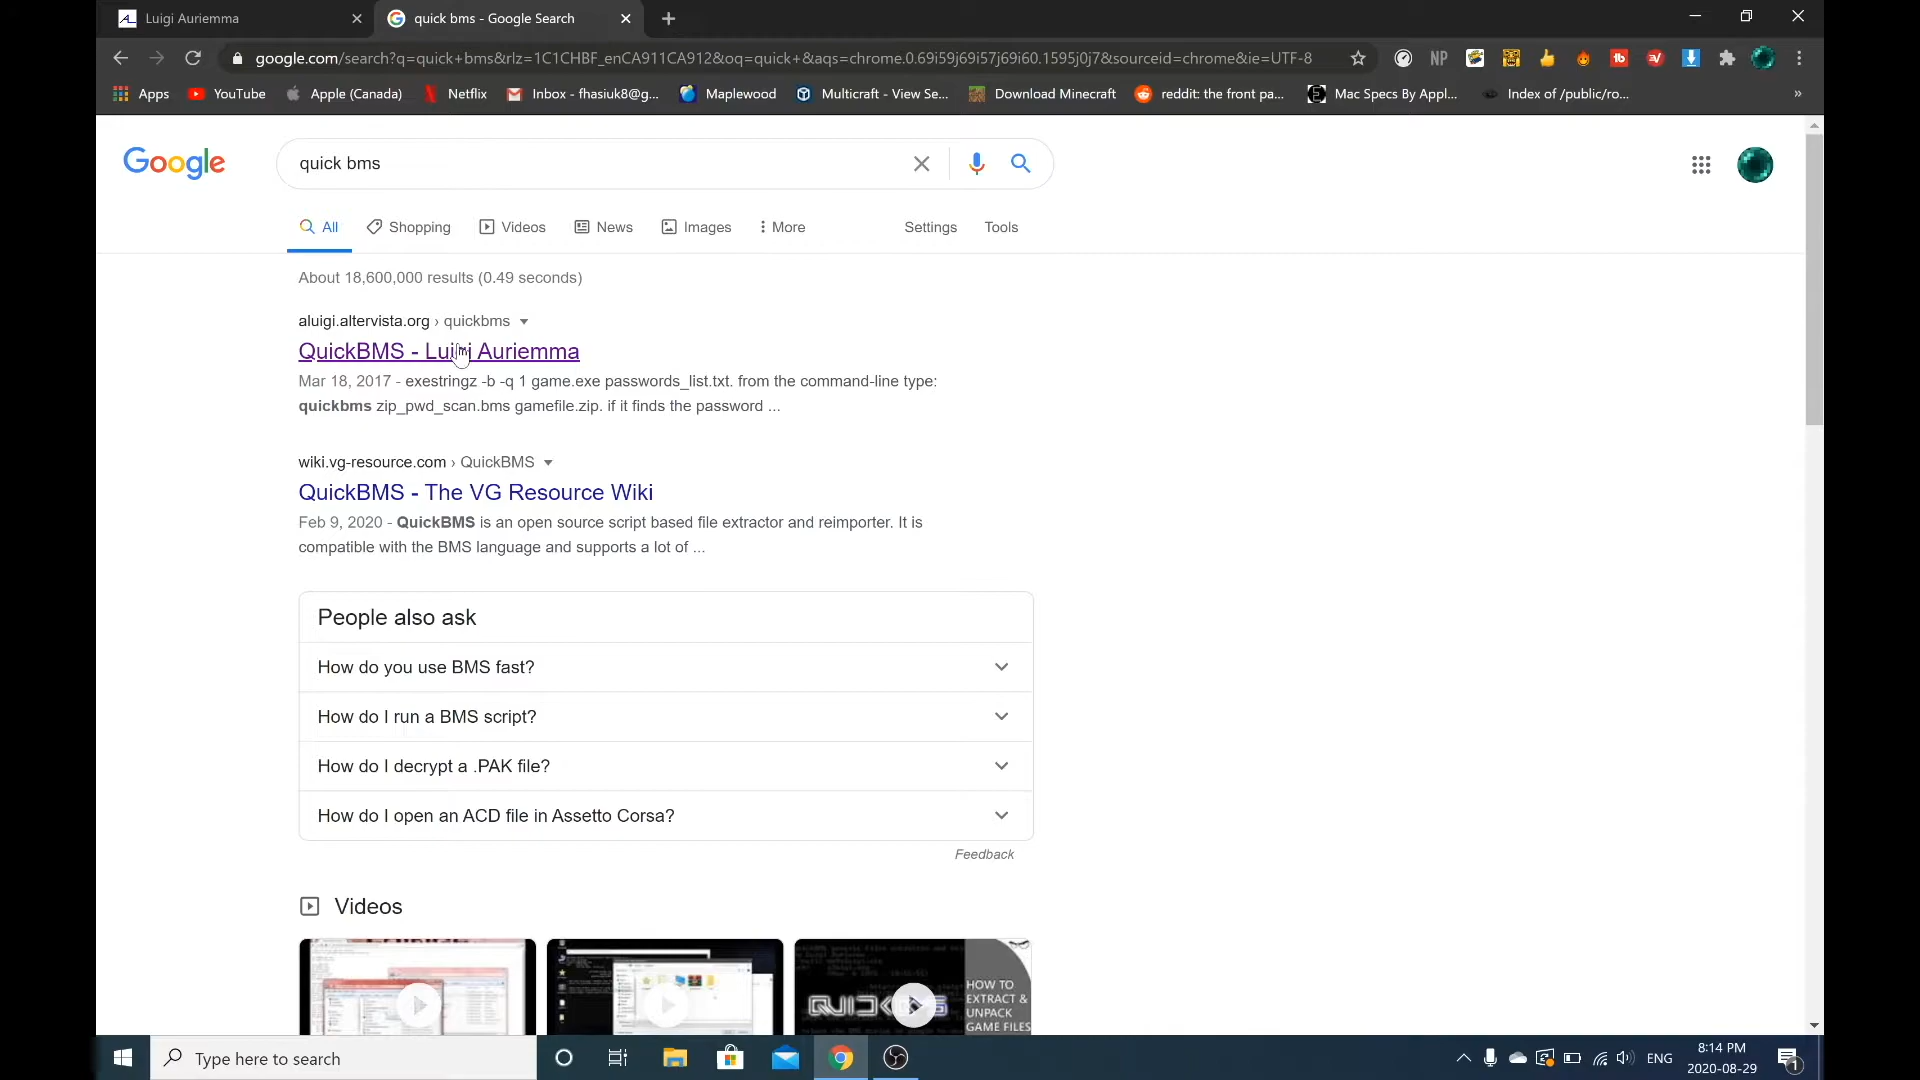 Luigi Auriemma
quick bms - Google Search
google.com/search?q=quick+bms&rlz=1C1CHBF_enCA911CA912&oq=quick+&aqs=chrome.0.69i59j69i57j69i60.1595j0j7&sourceid=chrome&ie=UTF-8
NP
Apps
YouTube
Apple (Canada)
Netflix
Inbox - fhasiuk8@g...
Maplewood
Multicraft - View Se...
Download Minecraft
reddit: the front pa...
Mac Specs By Appl...
Index of /public/ro...
»
Google
quick bms
All
Shopping
Videos
News
Images
More
Settings
Tools
About 18,600,000 results (0.49 seconds)
aluigi.altervista.org › quickbms
QuickBMS - Luigi Auriemma
Mar 18, 2017 - exestringz -b -q 1 game.exe passwords_list.txt. from the command-line type:
quickbms zip_pwd_scan.bms gamefile.zip. if it finds the password ...
wiki.vg-resource.com › QuickBMS
QuickBMS - The VG Resource Wiki
Feb 9, 2020 - QuickBMS is an open source script based file extractor and reimporter. It is
compatible with the BMS language and supports a lot of ...
People also ask
How do you use BMS fast?
How do I run a BMS script?
How do I decrypt a .PAK file?
How do I open an ACD file in Assetto Corsa?
Feedback
Videos
QUICKBMS
HOW TO
EXTRACT &
UNPACK
GAME FILES
Type here to search
ENG
8:14 PM
2020-08-29
1